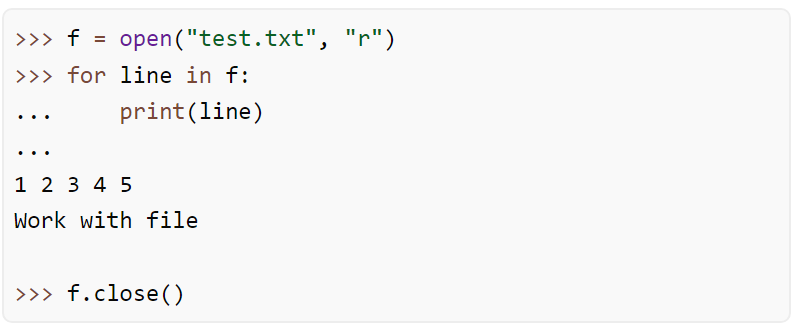 >>> f = open("test.txt", "r")
>>> for line in f:
...     print(line)
...
1 2 3 4 5
Work with file

>>> f.close()